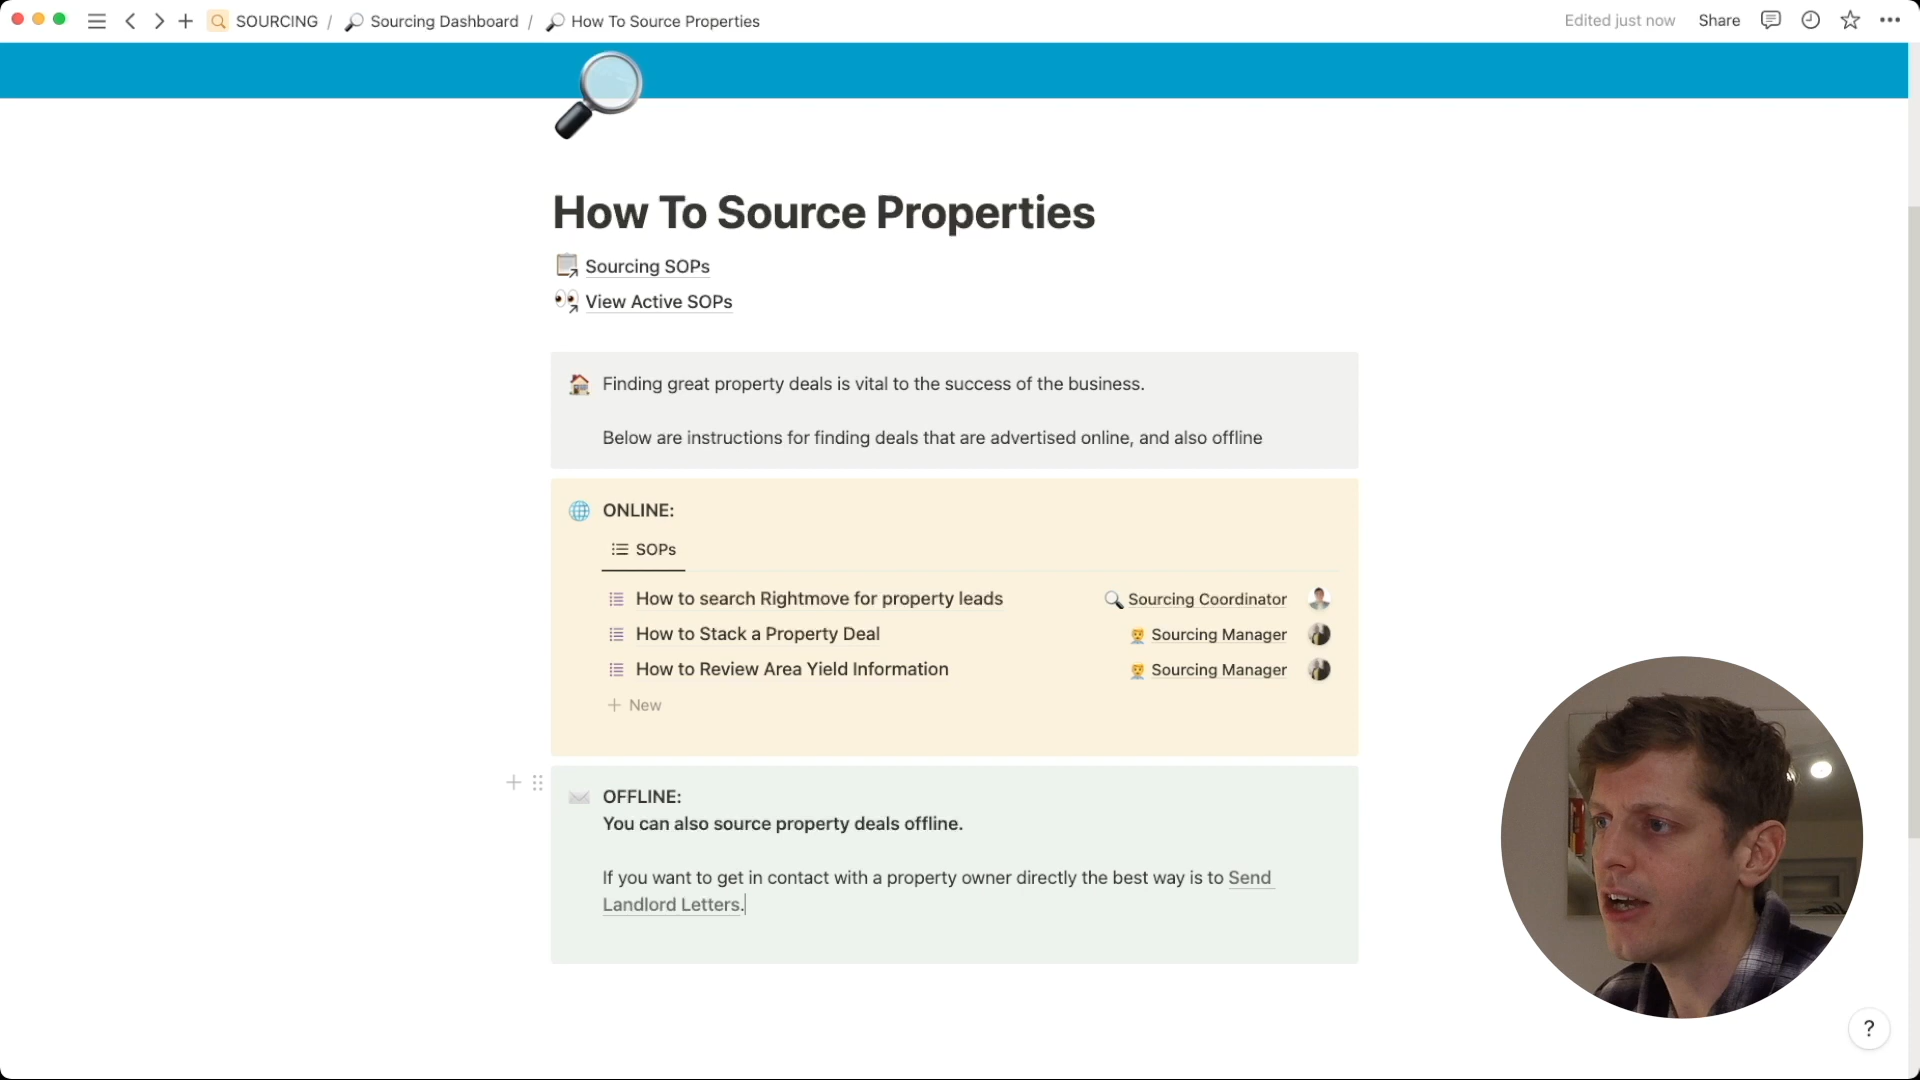 SOURCING / Sourcing Dashboard / How To Source Properties
Edited just now Share
How To Source Properties
Sourcing SOPs
View Active SOPs
Finding great property deals is vital to the success of the business.
Below are instructions for finding deals that are advertised online, and also offline
ONLINE:
SOPs
How to search Rightmove for property leads Sourcing Coordinator
How to Stack a Property Deal Sourcing Manager
How to Review Area Yield Information Sourcing Manager
+ New
OFFLINE:
You can also source property deals offline.
If you want to get in contact with a property owner directly the best way is to Send
Landlord Letters.
?